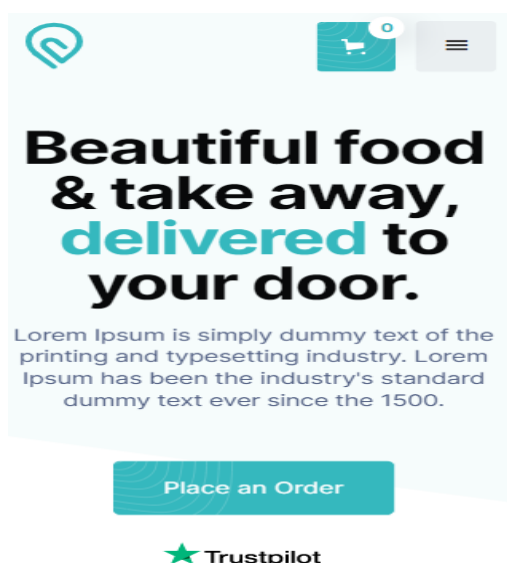 0
Beautiful food
& take away,
delivered to
your door.
Lorem Ipsum is simply dummy text of the
printing and typesetting industry. Lorem
Ipsum has been the industry's standard
dummy text ever since the 1500.
Place an Order
Trustpilot